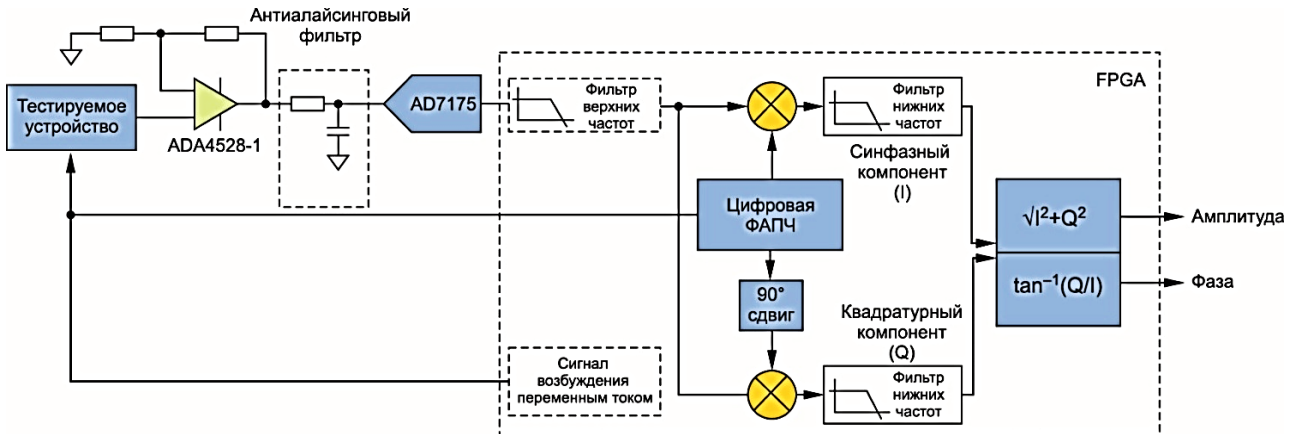 Антиалайсинговый
фильтр
FPGA
Тестируемое
устройство
ADA4528-1
AD7175
Фильтр
верхних
частот
Фильтр
нижних
частот
Синфазный
компонент
(I)
Цифровая
ФАПЧ
√I²+Q²
Амплитуда
tan⁻¹(Q/I)
Фаза
90°
сдвиг
Квадратурный
компонент
(Q)
Сигнал
возбуждения
переменным током
Фильтр
нижних
частот